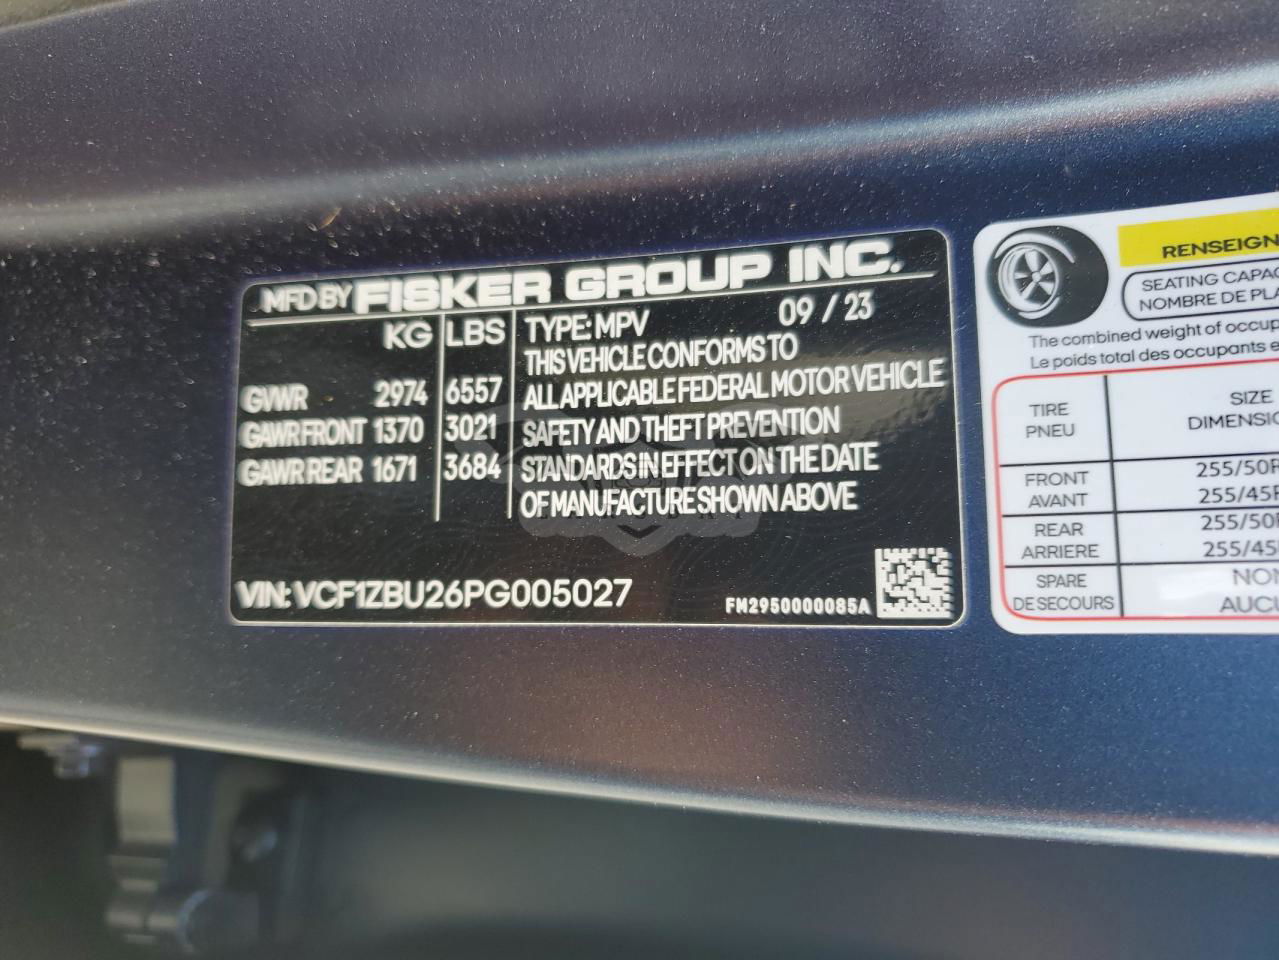 MFD BY FISKER GROUP INC.
KG LBS TYPE: MPV 09 / 23
THIS VEHICLE CONFORMS TO
GVWR 2974 6557 ALL APPLICABLE FEDERAL MOTOR VEHICLE
GAWR FRONT 1370 3021 SAFETY AND THEFT PREVENTION
GAWR REAR 1671 3684 STANDARDS IN EFFECT ON THE DATE
OF MANUFACTURE SHOWN ABOVE
VIN: VCF1ZBU26PG005027 FM2950000085A
RENSEIGN
SEATING CAPAC
NOMBRE DE PLA
The combined weight of occup
Le poids total des occupants e
TIRE
PNEU
SIZE
DIMENSIO
FRONT
AVANT
255/50R
255/45R
REAR
ARRIERE
255/50R
255/45R
SPARE
DE SECOURS
NON
AUCU